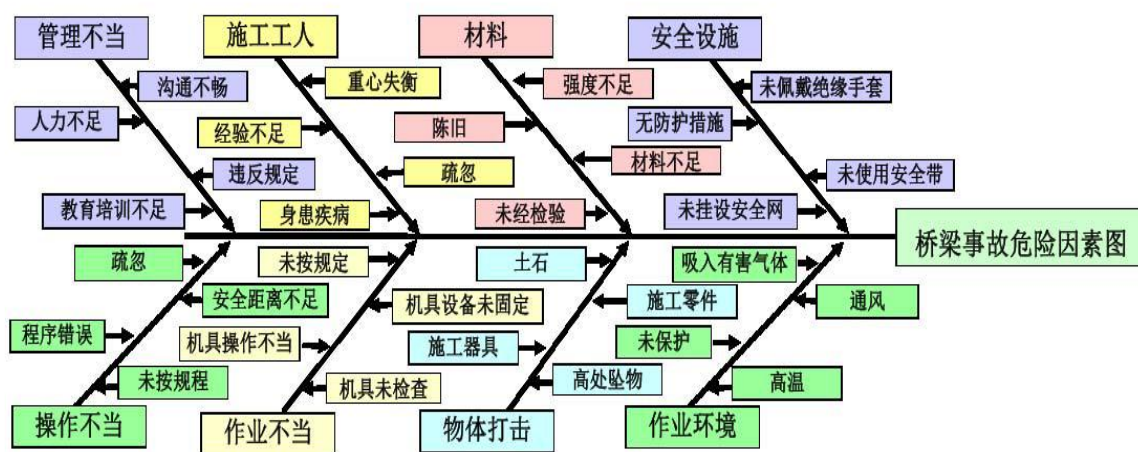 管理不当
施工工人
材料
安全设施
沟通不畅
重心失衡
强度不足
未佩戴绝缘手套
人力不足
经验不足
陈旧
无防护措施
违反规定
疏忽
材料不足
未使用安全带
教育培训不足
身患疾病
未经检验
未挂设安全网
桥梁事故危险因素图
疏忽
未按规定
土石
吸入有害气体
安全距离不足
机具设备未固定
施工零件
通风
程序错误
机具操作不当
施工器具
未保护
未按规程
机具未检查
高处坠物
高温
操作不当
作业不当
物体打击
作业环境